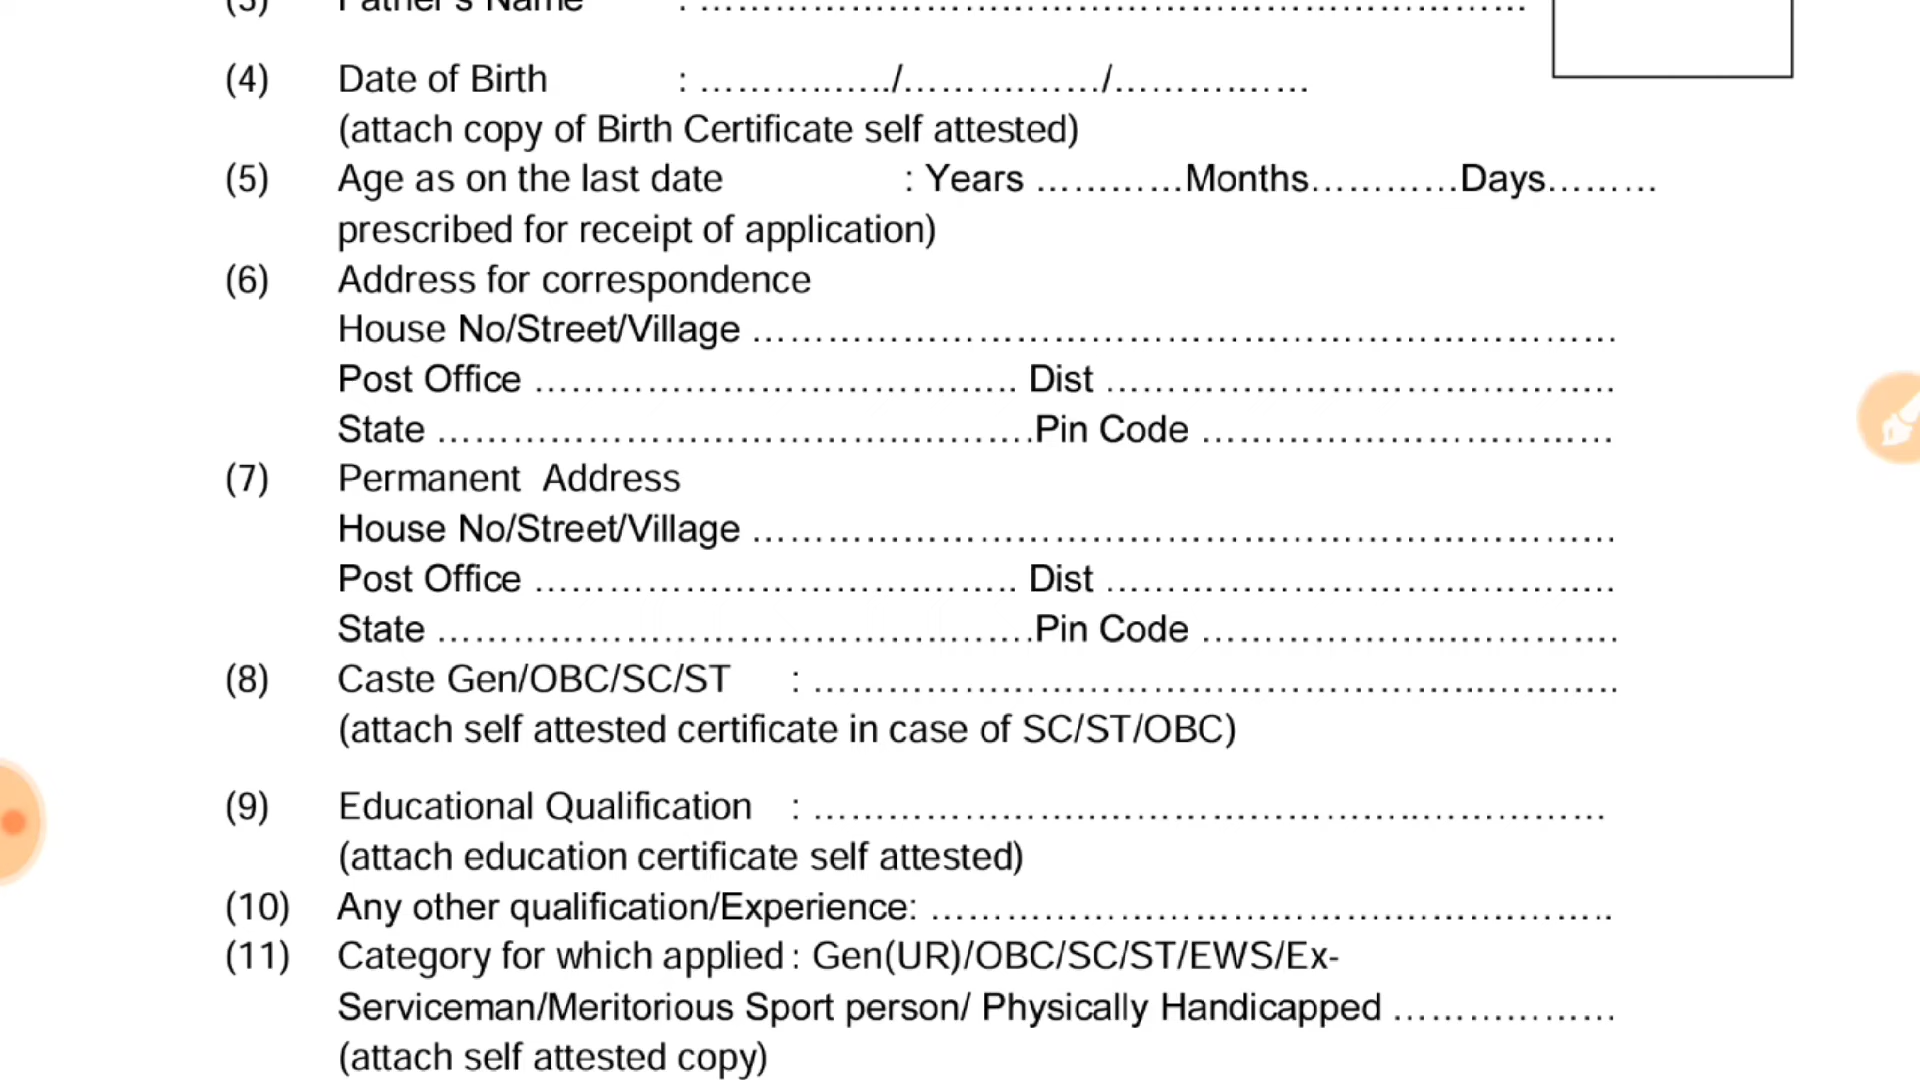 (3) Father's Name : ……………………………………………………………
(4) Date of Birth : ………………/………………/………………
(attach copy of Birth Certificate self attested)
(5) Age as on the last date : Years …………Months…………Days………
prescribed for receipt of application)
(6) Address for correspondence
House No/Street/Village ……………………………………………………………
Post Office ………………………………… Dist …………………………………
State …………………………………………Pin Code ……………………………
(7) Permanent Address
House No/Street/Village ……………………………………………………………
Post Office ………………………………… Dist …………………………………
State …………………………………………Pin Code ……………………………
(8) Caste Gen/OBC/SC/ST : ………………………………………………………
(attach self attested certificate in case of SC/ST/OBC)
(9) Educational Qualification : ………………………………………………………
(attach education certificate self attested)
(10) Any other qualification/Experience: ………………………………………………
(11) Category for which applied : Gen(UR)/OBC/SC/ST/EWS/Ex-
Serviceman/Meritorious Sport person/ Physically Handicapped ………………
(attach self attested copy)